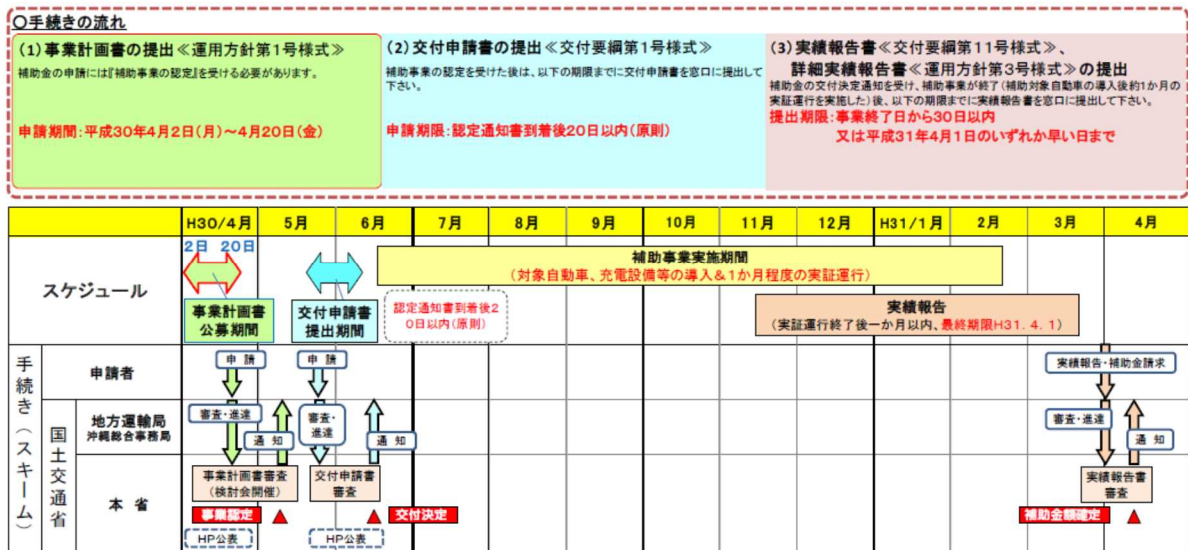 〇手続きの流れ
(1)事業計画書の提出≪運用方針第1号様式≫
補助金の申請には『補助事業の認定』を受ける必要があります。
申請期間:平成30年4月2日(月)～4月20日(金)
(2)交付申請書の提出≪交付要綱第1号様式≫
補助事業の認定を受けた後は、以下の期限までに交付申請書を窓口に提出して
下さい。
申請期限:認定通知書到着後20日以内(原則)
(3)実績報告書≪交付要綱第11号様式≫、
詳細実績報告書≪運用方針第3号様式≫の提出
補助金の交付決定通知を受け、補助事業が終了(補助対象自動車の導入後約1か月の
実証運行を実施した)後、以下の期限までに実績報告書を窓口に提出して下さい。
提出期限:事業終了日から30日以内
又は平成31年4月1日のいずれか早い日まで
H30/4月 5月 6月 7月 8月 9月 10月 11月 12月 H31/1月 2月 3月 4月
スケジュール
2日 20日
事業計画書
公募期間
交付申請書
提出期間
認定通知書到着後2
0日以内(原則)
補助事業実施期間
(対象自動車、充電設備等の導入&1か月程度の実証運行)
実績報告
(実証運行終了後一か月以内、最終期限H31.4.1)
手続き(スキーム)
申請者
申請
申請
実績報告・補助金請求
国土交通省
地方運輸局
沖縄総合事務局
審査・進達
通知
審査・
進達
通知
審査・進達
通知
本省
事業計画書審査
(検討会開催)
交付申請書
審査
実績報告書
審査
事業認定
交付決定
補助金額確定
HP公表
HP公表